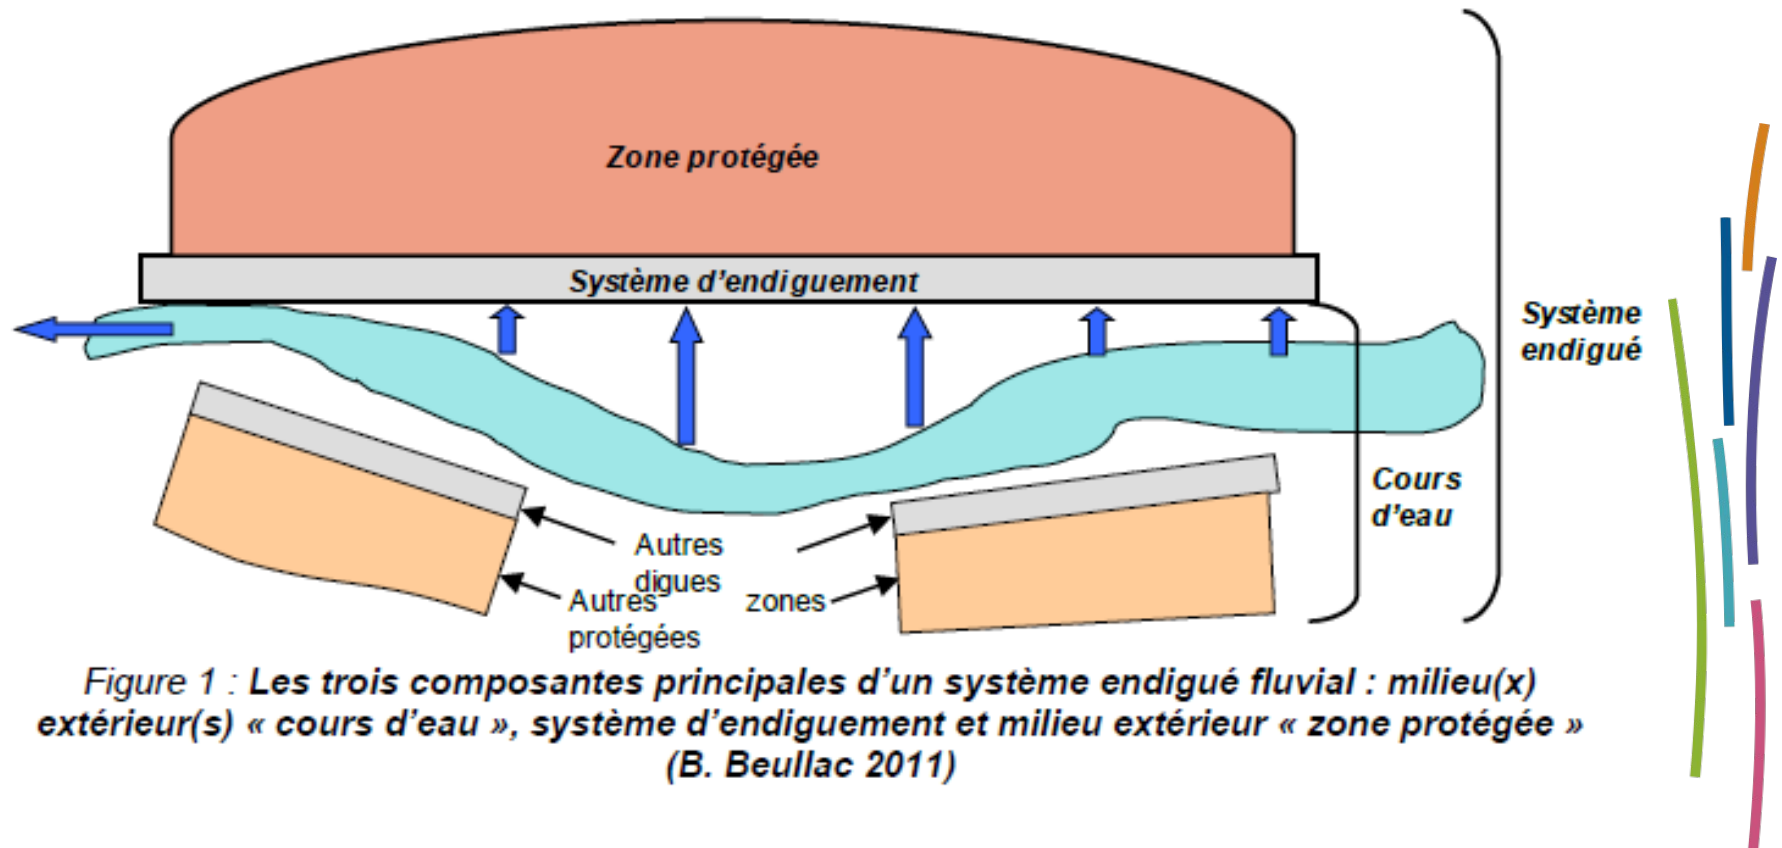 Zone protégée
Système d'endiguement
Système
endigué
Cours
d'eau
Autres
digues
Autres zones
protégées
Figure 1 : Les trois composantes principales d'un système endigué fluvial : milieu(x)
extérieur(s) « cours d'eau », système d'endiguement et milieu extérieur « zone protégée »
(B. Beullac 2011)